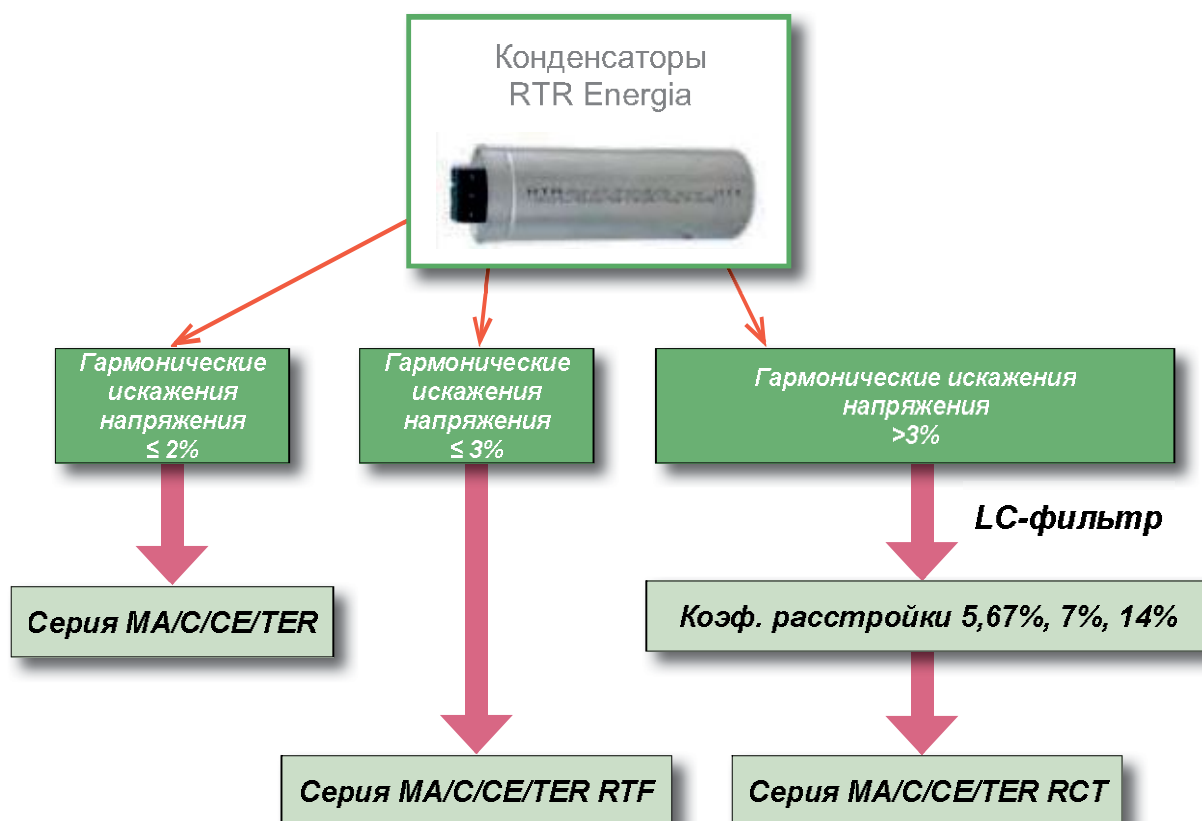 Конденсаторы
RTR Energia
RTR
Гармонические
искажения
напряжения
≤ 2%
Гармонические
искажения
напряжения
≤ 3%
Гармонические искажения
напряжения
>3%
LC-фильтр
Серия MA/C/CE/TER
Коэф. расстройки 5,67%, 7%, 14%
Серия MA/C/CE/TER RTF
Серия MA/C/CE/TER RCT